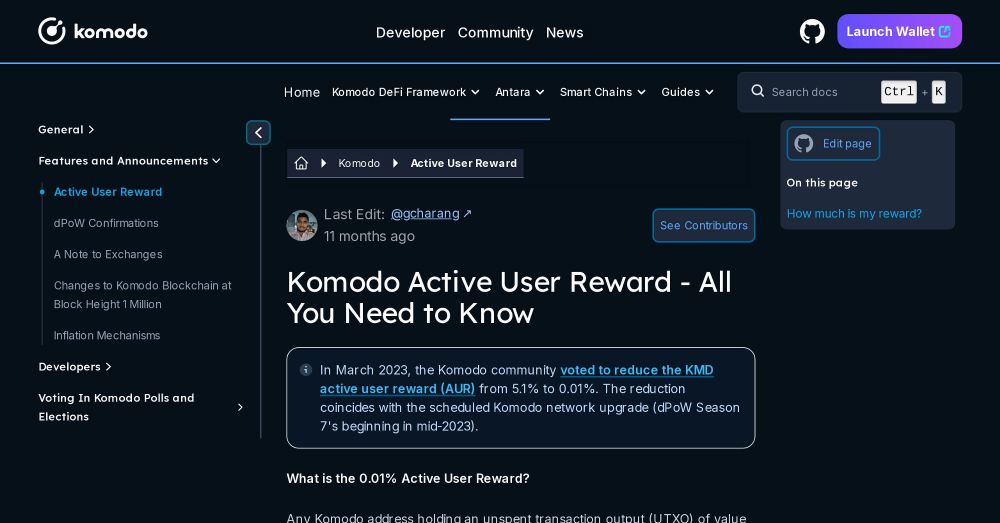 komodo
Developer Community News
Launch Wallet
Home Komodo DeFi Framework Antara Smart Chains Guides
Search docs Ctrl + K
General
Features and Announcements
Active User Reward
dPoW Confirmations
A Note to Exchanges
Changes to Komodo Blockchain at
Block Height 1 Million
Inflation Mechanisms
Developers
Voting In Komodo Polls and
Elections
Komodo Active User Reward
Last Edit: @gcharang ↗
11 months ago
See Contributors
Komodo Active User Reward - All
You Need to Know
In March 2023, the Komodo community voted to reduce the KMD
active user reward (AUR) from 5.1% to 0.01%. The reduction
coincides with the scheduled Komodo network upgrade (dPoW Season
7's beginning in mid-2023).
What is the 0.01% Active User Reward?
Any Komodo address holding an unspent transaction output (UTXO) of value
Edit page
On this page
How much is my reward?